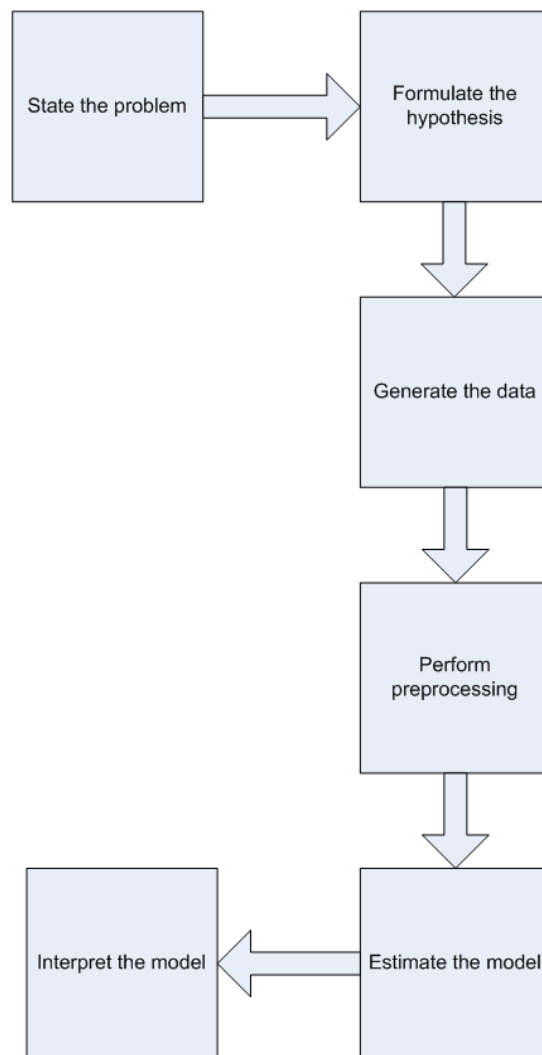 State the problem
Formulate the
hypothesis
Generate the data
Perform
preprocessing
Estimate the model
Interpret the model